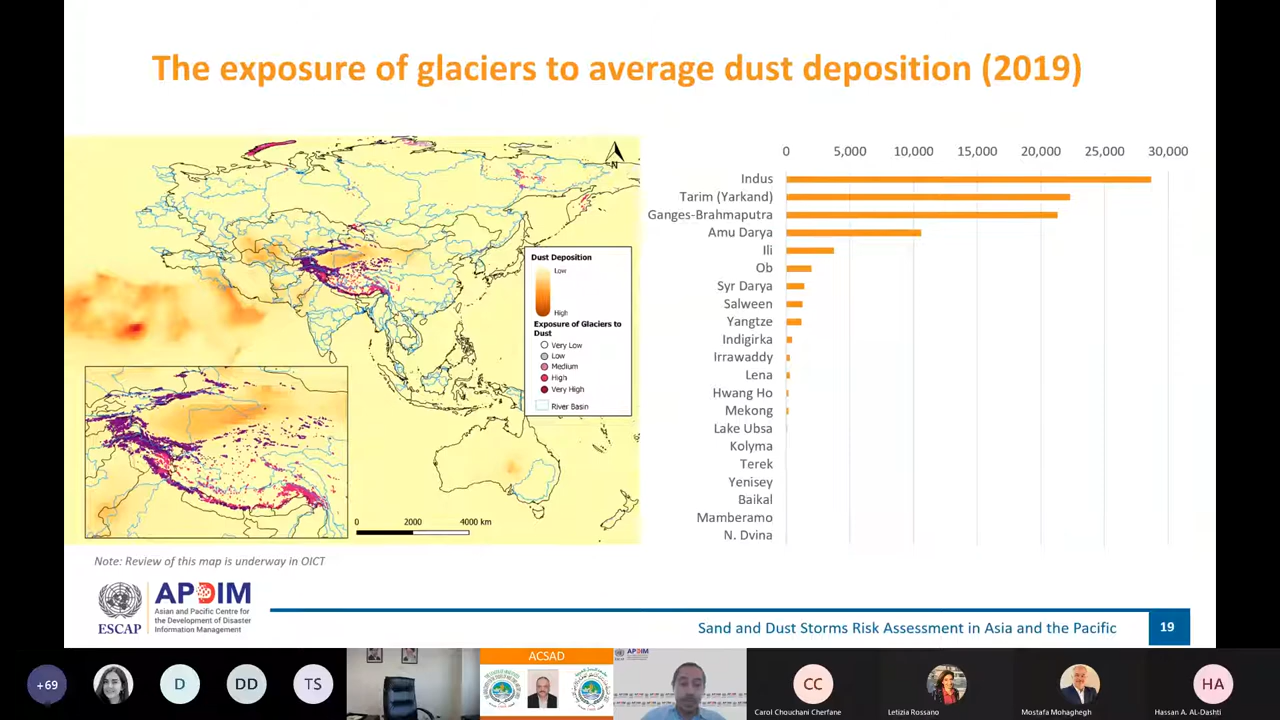 The exposure of glaciers to average dust deposition (2019)
N
Dust Deposition
Low
High
Exposure of Glaciers to
Dust
Very Low
Low
Medium
High
Very High
River Basin
0 2000 4000 km
0 5,000 10,000 15,000 20,000 25,000 30,000
Indus
Tarim (Yarkand)
Ganges-Brahmaputra
Amu Darya
Ili
Ob
Syr Darya
Salween
Yangtze
Indigirka
Irrawaddy
Lena
Hwang Ho
Mekong
Lake Ubsa
Kolyma
Terek
Yenisey
Baikal
Mamberamo
N. Dvina
Note: Review of this map is underway in OICT
ESCAP
APDIM
Asian and Pacific Centre for
the Development of Disaster
Information Management
Sand and Dust Storms Risk Assessment in Asia and the Pacific
19
+69
D
DD
TS
ACSAD
APDIM
CC
Carol Chouchani Cherfane
Letizia Rossano
Mostafa Mohaghegh
HA
Hassan A. AL-Dashti